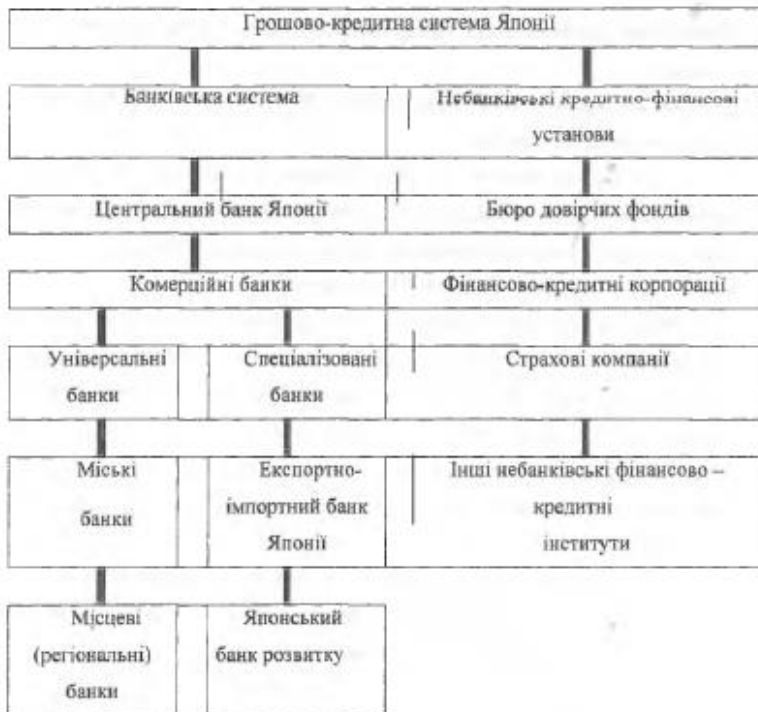 Грошово-кредитна система Японії
Банківська система
Небанківські кредитно-фінансові
установи
Центральний банк Японії
Бюро довірчих фондів
Комерційні банки
Фінансово-кредитні корпорації
Універсальні
банки
Спеціалізовані
банки
Страхові компанії
Міські
банки
Експортно-
імпортний банк
Японії
Інші небанківські фінансово –
кредитні
інститути
Місцеві
(регіональні)
банки
Японський
банк розвитку